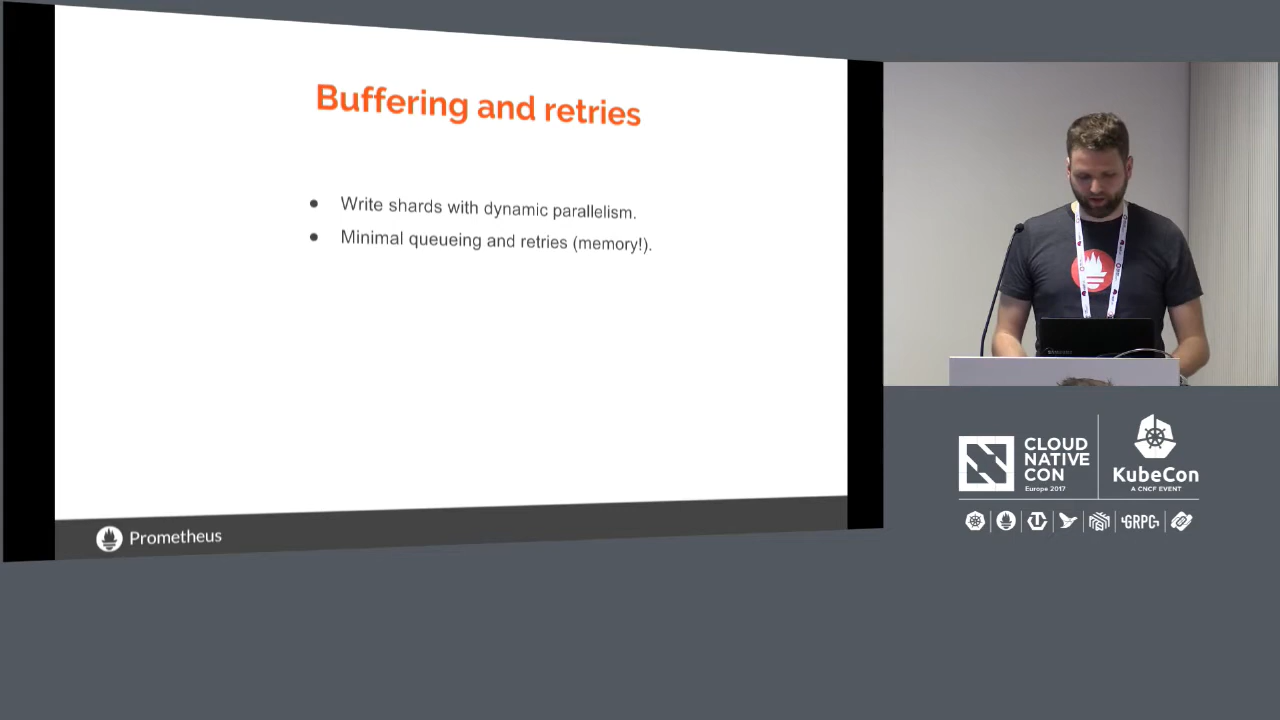 Buffering and retries
● Write shards with dynamic parallelism.
● Minimal queueing and retries (memory!).
Prometheus
CLOUD
NATIVE
CON
Europe 2017
KubeCon
A CNCF EVENT
GRPC